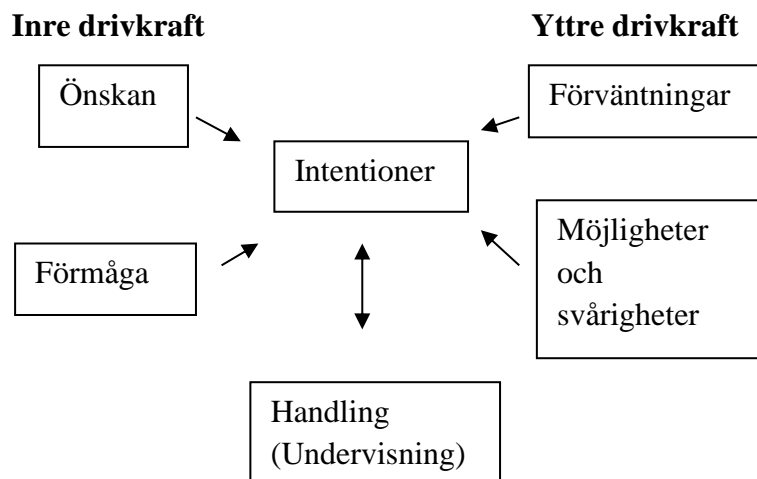 Inre drivkraft
Yttre drivkraft
Önskan
Förväntningar
Intentioner
Förmåga
Möjligheter
och
svårigheter
Handling
(Undervisning)